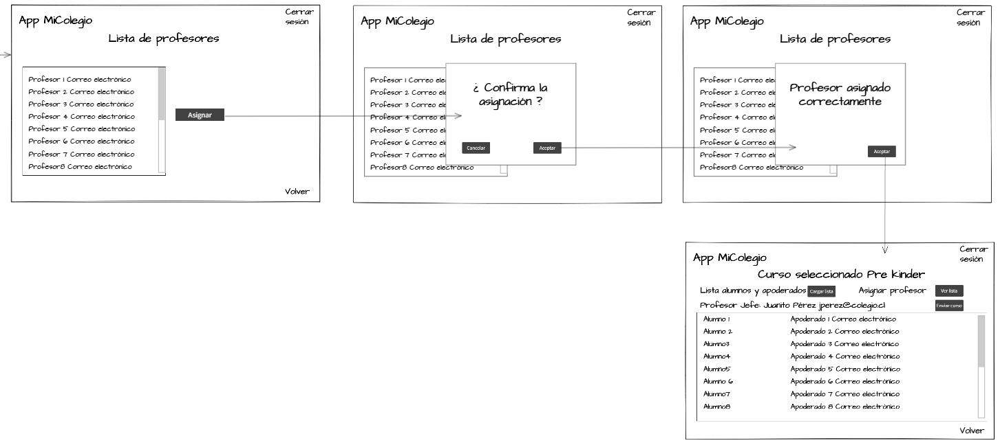 App MiColegio
Cerrar
sesión
Lista de profesores
Profesor 1 Correo electrónico
Profesor 2 Correo electrónico
Profesor 3 Correo electrónico
Profesor 4 Correo electrónico
Profesor 5 Correo electrónico
Profesor 6 Correo electrónico
Profesor 7 Correo electrónico
Profesor8 Correo electrónico
Asignar
Volver
App MiColegio
Cerrar
sesión
Lista de profesores
Profesor 1 Correo ele
Profesor 2 Correo ele
Profesor 3 Correo ele
Profesor 4 Correo ele
Profesor 5 Correo ele
Profesor 6 Correo ele
Profesor 7 Correo ele
Profesor8 Correo electrónico
¿ Confirma la
asignación ?
Cancelar
Aceptar
App MiColegio
Cerrar
sesión
Lista de profesores
Profesor 1 Correo ele
Profesor 2 Correo el
Profesor 3 Correo el
Profesor 4 Correo el
Profesor 5 Correo el
Profesor 6 Correo el
Profesor 7 Correo el
Profesor8 Correo electrónico
Profesor asignado
correctamente
Aceptar
App MiColegio
Cerrar
sesión
Curso seleccionado Pre kinder
Lista alumnos y apoderados Cargar lista Asignar profesor Ver lista
Profesor Jefe: Juanito Pérez jperez@colegio.cl Enviar curso
Alumno 1 Apoderado 1 Correo electrónico
Alumno 2 Apoderado 2 Correo electrónico
Alumno3 Apoderado 3 Correo electrónico
Alumno4 Apoderado 4 Correo electrónico
Alumno5 Apoderado 5 Correo electrónico
Alumno 6 Apoderado 6 Correo electrónico
Alumno7 Apoderado 7 Correo electrónico
Alumno8 Apoderado 8 Correo electrónico
Volver